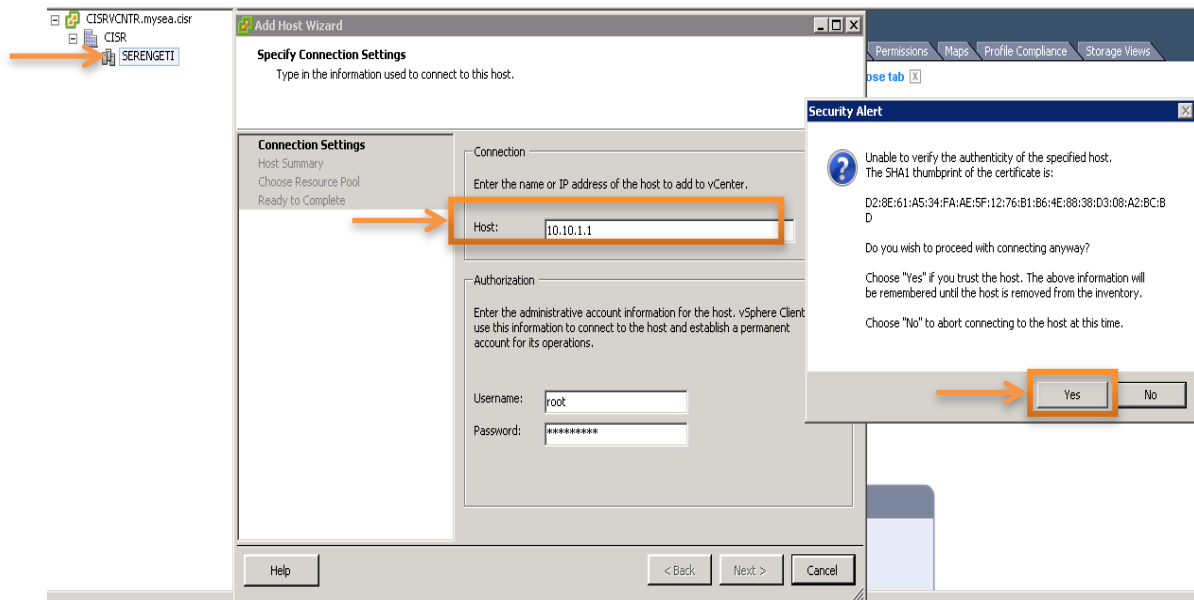 CISRVCNTR.mysea.cisr
CISR
SERENGETI
Add Host Wizard
Specify Connection Settings
Type in the information used to connect to this host.
Connection Settings
Host Summary
Choose Resource Pool
Ready to Complete
Connection
Enter the name or IP address of the host to add to vCenter.
Host: 10.10.1.1
Authorization
Enter the administrative account information for the host. vSphere Client
use this information to connect to the host and establish a permanent
account for its operations.
Username: root
Password: *********
Help
< Back
Next >
Cancel
Permissions
Maps
Profile Compliance
Storage Views
ose tab X
Security Alert
Unable to verify the authenticity of the specified host.
The SHA1 thumbprint of the certificate is:
D2:8E:61:A5:34:FA:AE:5F:12:76:B1:B6:4E:88:38:D3:08:A2:BC:B
D
Do you wish to proceed with connecting anyway?
Choose "Yes" if you trust the host. The above information will
be remembered until the host is removed from the inventory.
Choose "No" to abort connecting to the host at this time.
Yes
No